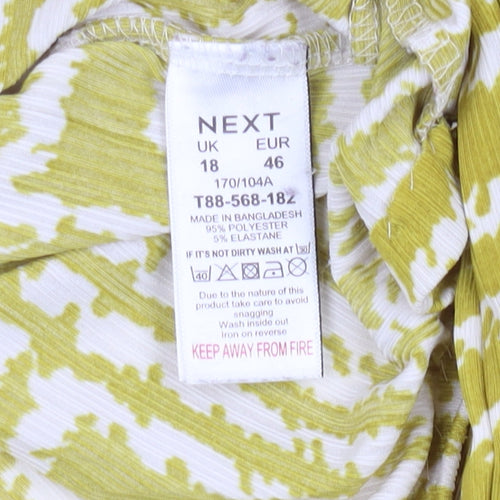 NEXT
UK EUR
18 46
170/104A
T88-568-182
MADE IN BANGLADESH
95% POLYESTER
5% ELASTANE
IF IT'S NOT DIRTY WASH AT 30
40
Due to the nature of this
product take care to avoid
snagging
Wash inside out
Iron on reverse
KEEP AWAY FROM FIRE